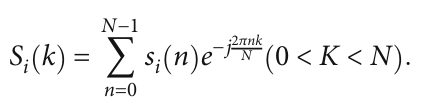 S_i(k) = \sum_{n=0}^{N-1} s_i(n)e^{-j\frac{2\pi nk}{N}}(0 < K < N).